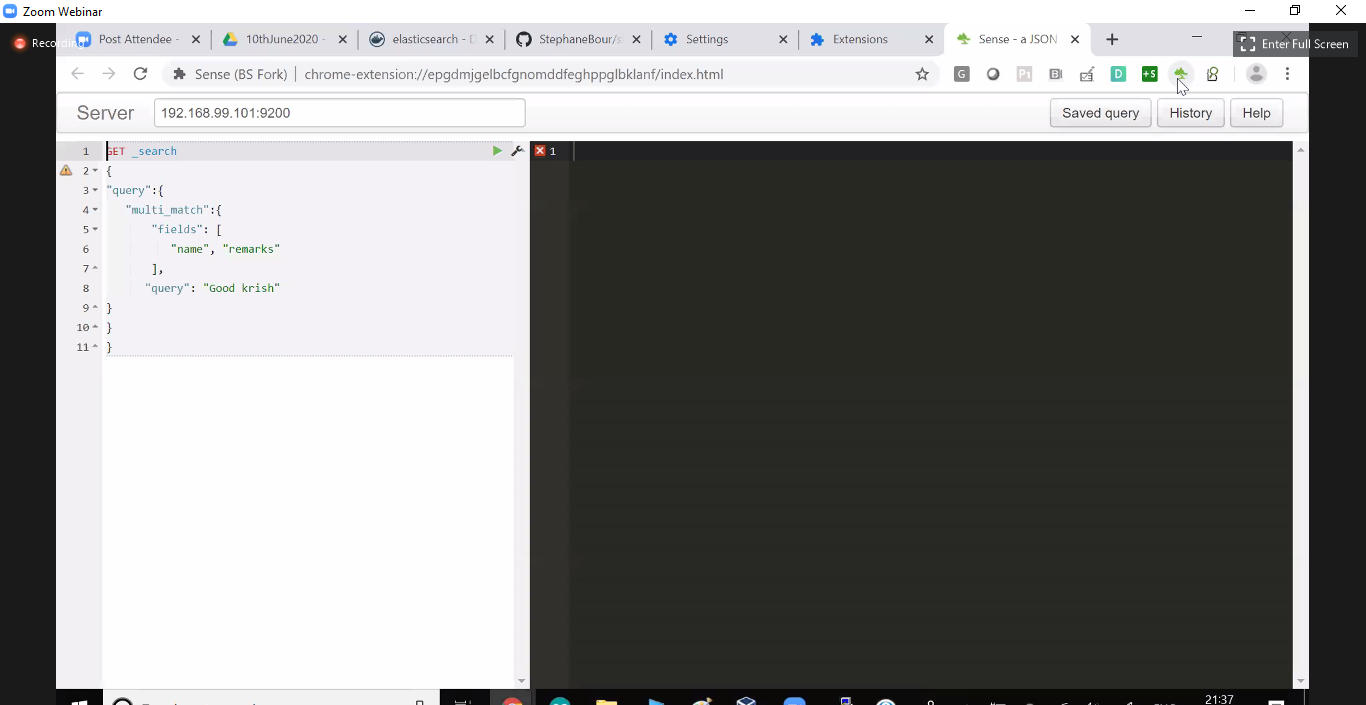 Zoom Webinar
Recording
Post Attendee -
10thJune2020 -
elasticsearch - D
StephaneBour/s
Settings
Extensions
Sense - a JSON
Enter Full Screen
Sense (BS Fork) | chrome-extension://epgdmjgelbcfgnomddfeghppglbklanf/index.html
Server
192.168.99.101:9200
Saved query
History
Help
1 GET _search
2 {
3 "query":{
4 "multi_match":{
5 "fields": [
6 "name", "remarks"
7 ],
8 "query": "Good krish"
9 }
10 }
11 }
1
21:37